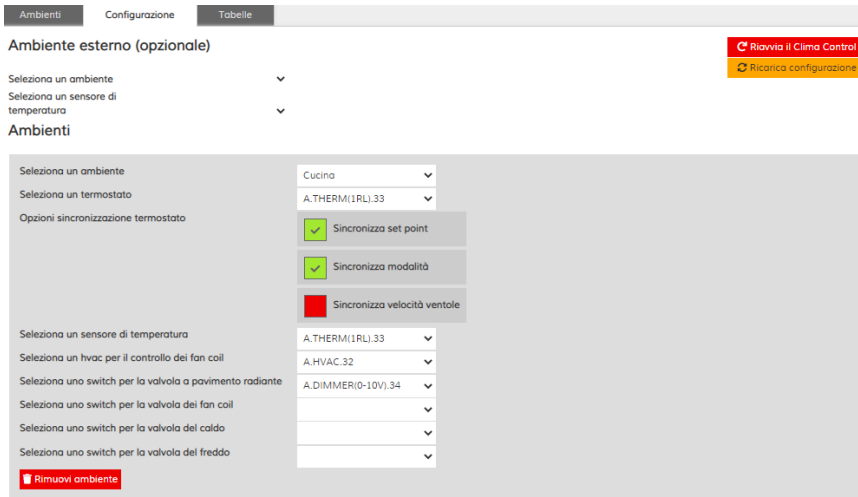 Ambienti Configurazione Tabelle
Ambiente esterno (opzionale)
Riavvia il Clima Control
Ricarica configurazione
Seleziona un ambiente
Seleziona un sensore di
temperatura
Ambienti
Seleziona un ambiente Cucina
Seleziona un termostato A.THERM(1RL).33
Opzioni sincronizzazione termostato Sincronizza set point
Sincronizza modalità
Sincronizza velocità ventole
Seleziona un sensore di temperatura A.THERM(1RL).33
Seleziona un hvac per il controllo dei fan coil A.HVAC.32
Seleziona uno switch per la valvola a pavimento radiante A.DIMMER(0-10V).34
Seleziona uno switch per la valvola dei fan coil
Seleziona uno switch per la valvola del caldo
Seleziona uno switch per la valvola del freddo
Rimuovi ambiente